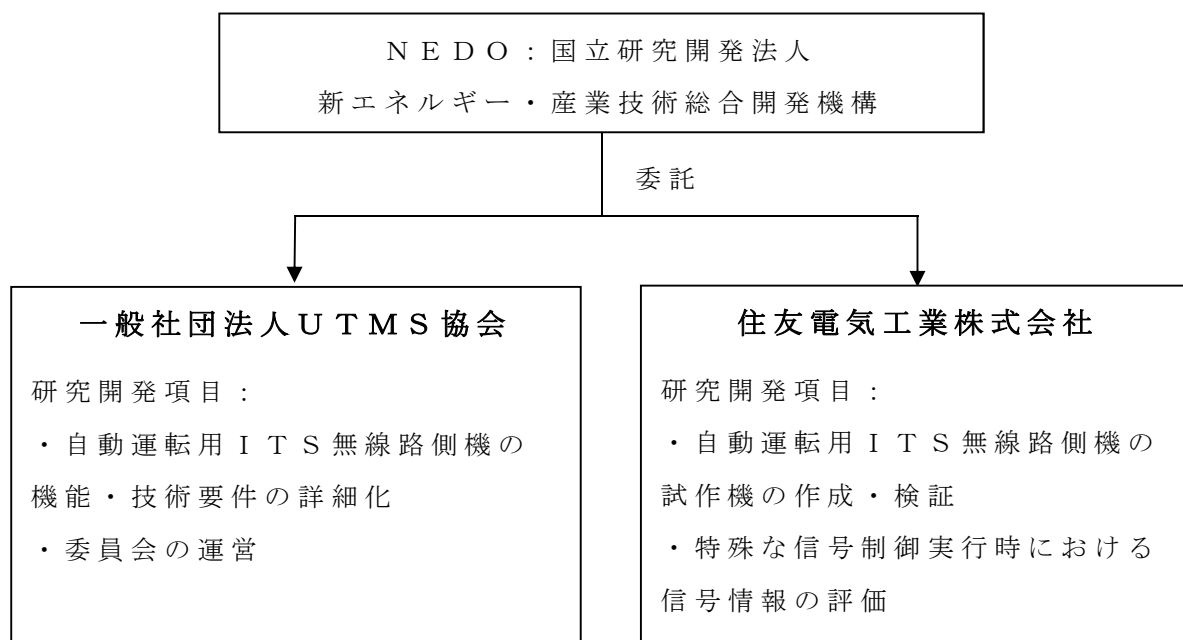 ＮＥＤＯ：国立研究開発法人
新エネルギー・産業技術総合開発機構
委託
一般社団法人ＵＴＭＳ協会
研究開発項目：
・自動運転用ＩＴＳ無線路側機の
機能・技術要件の詳細化
・委員会の運営
住友電気工業株式会社
研究開発項目：
・自動運転用ＩＴＳ無線路側機の
試作機の作成・検証
・特殊な信号制御実行時における
信号情報の評価